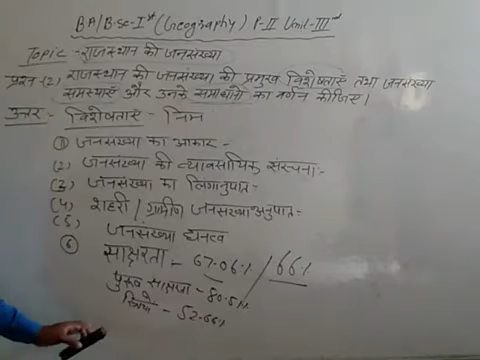 BA/B.Sc-Ist (Geography) P-II Unit-IIIrd
Topic - राजस्थान की जनसंख्या
प्रश्न (2) राजस्थान की जनसंख्या की प्रमुख विशेषताएँ तथा जनसंख्या
समस्याएँ और उनके समाधानों का वर्णन कीजिए।
उत्तर:- विशेषताएँ - निम्न
① जनसंख्या का आकार -
(2) जनसंख्या की व्यावसायिक संरचना:-
(3) जनसंख्या का लिंगानुपात:-
(4) शहरी / ग्रामीण जनसंख्या अनुपात:-
(5) जनसंख्या घनत्व
⑥ साक्षरता = 67.06% / 66%
पुरुष साक्षरता - 80.51%
- 52.66%